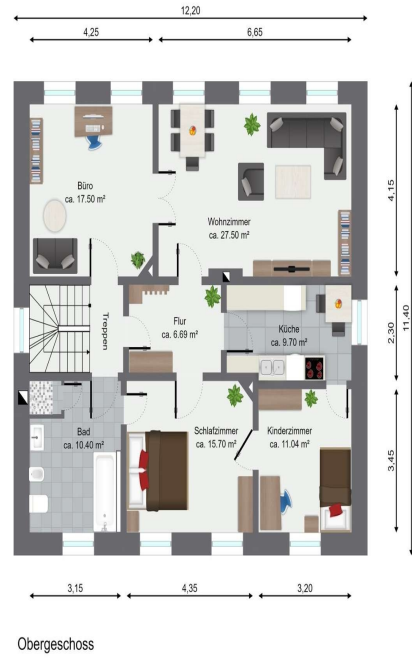 12,20
4,25
6,65
Büro
ca. 17.50 m²
Wohnzimmer
ca. 27.50 m²
4,15
11,40
Treppen
Flur
ca. 6.69 m²
Küche
ca. 9.70 m²
2,30
Bad
ca. 10.40 m²
Schlafzimmer
ca. 15.70 m²
Kinderzimmer
ca. 11.04 m²
3,45
3,15
4,35
3,20
Obergeschoss